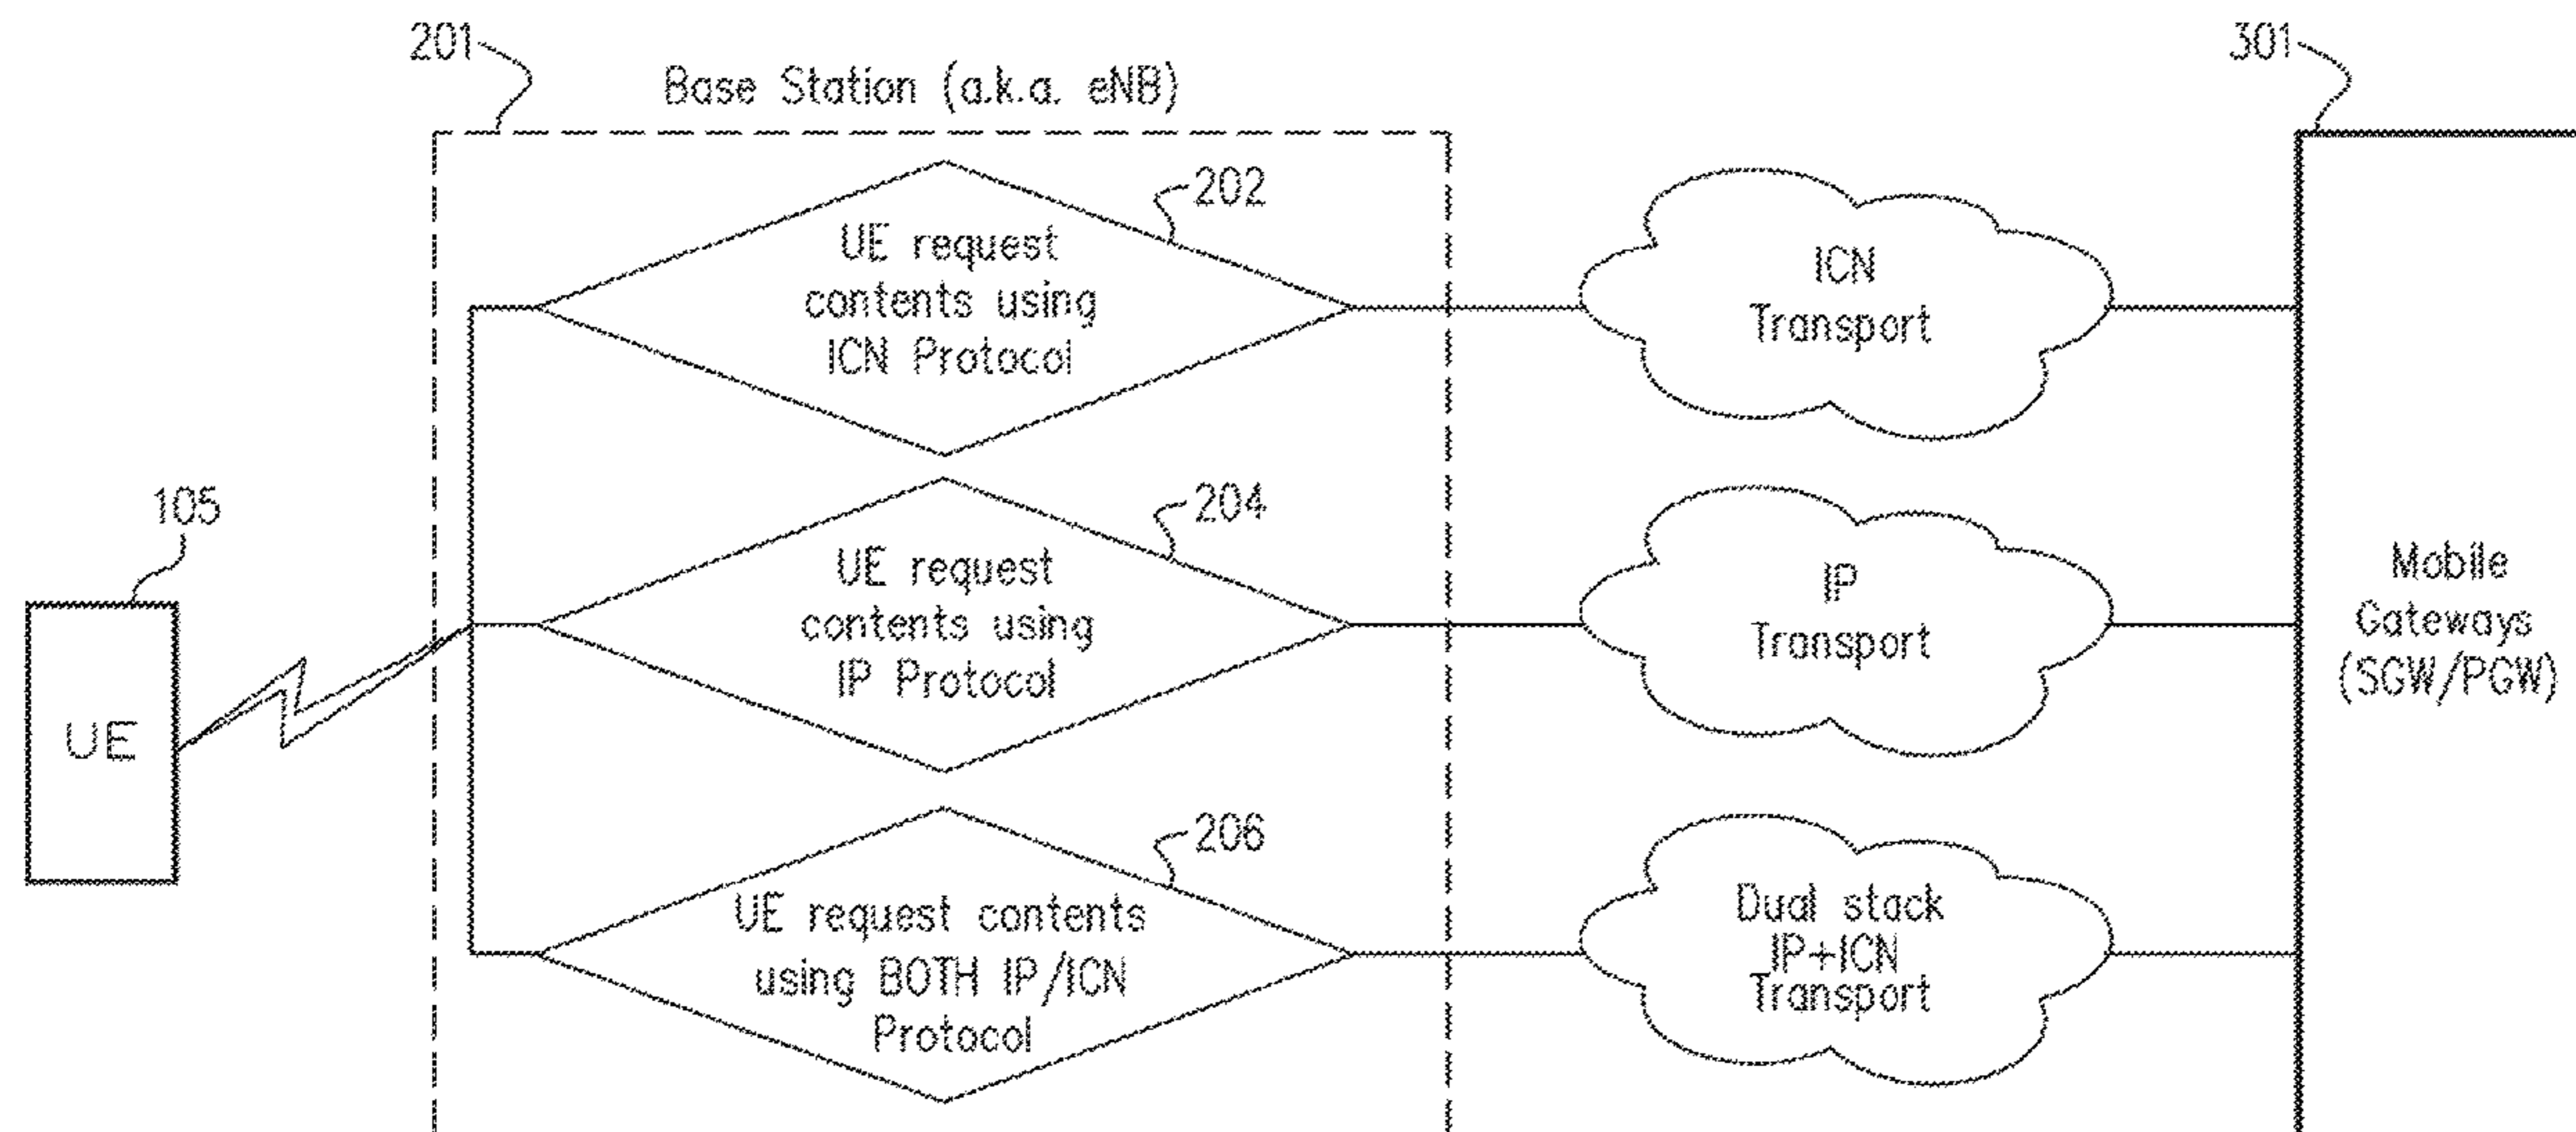 201
Base Station (a.k.a. eNB)
301
202
UE request
contents using
ICN Protocol
ICN
Transport
105
UE
204
UE request
contents using
IP Protocol
IP
Transport
Mobile
Gateways
(SGW/PGW)
206
UE request contents
using BOTH IP/ICN
Protocol
Dual stack
IP+ICN
Transport